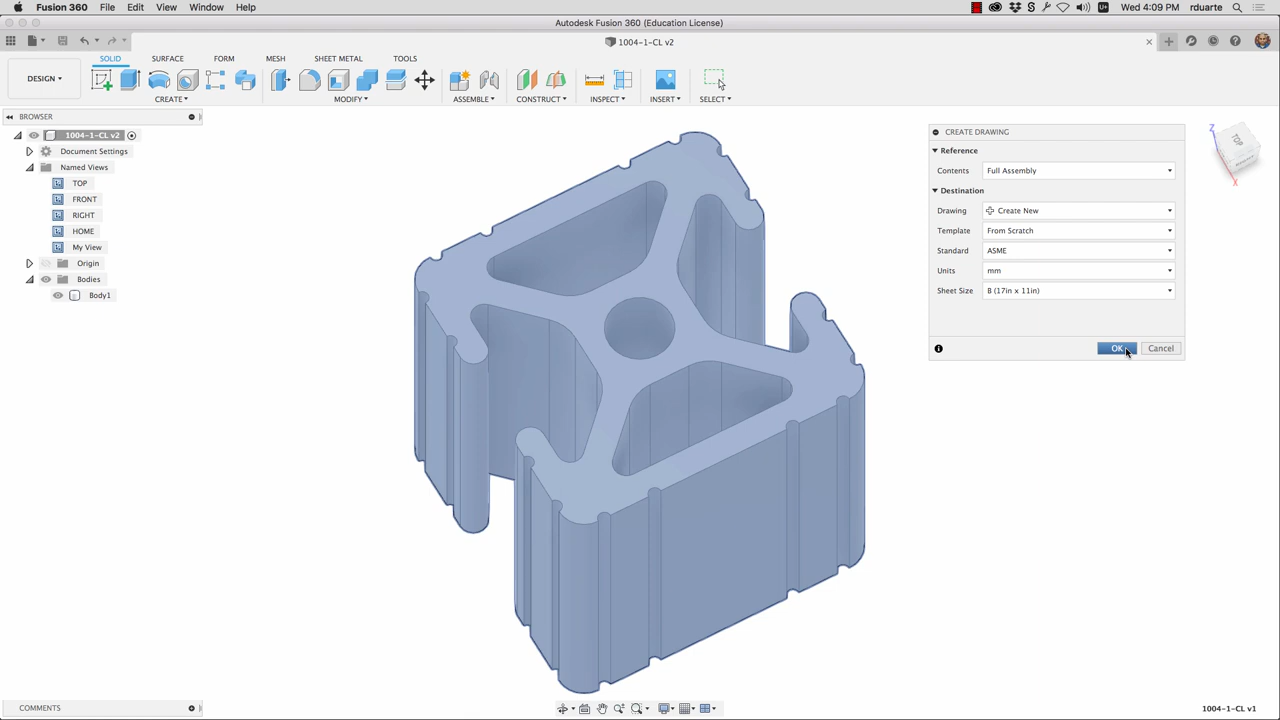 Fusion 360 File Edit View Window Help
Wed 4:09 PM rduarte
Autodesk Fusion 360 (Education License)
1004-1-CL v2
SOLID SURFACE FORM MESH SHEET METAL TOOLS
DESIGN
CREATE MODIFY ASSEMBLE CONSTRUCT INSPECT INSERT SELECT
BROWSER
1004-1-CL v2
Document Settings
Named Views
TOP
FRONT
RIGHT
HOME
My View
Origin
Bodies
Body1
CREATE DRAWING
Reference
Contents Full Assembly
Destination
Drawing Create New
Template From Scratch
Standard ASME
Units mm
Sheet Size B (17in x 11in)
OK Cancel
Z
TOP
X
COMMENTS
1004-1-CL v1